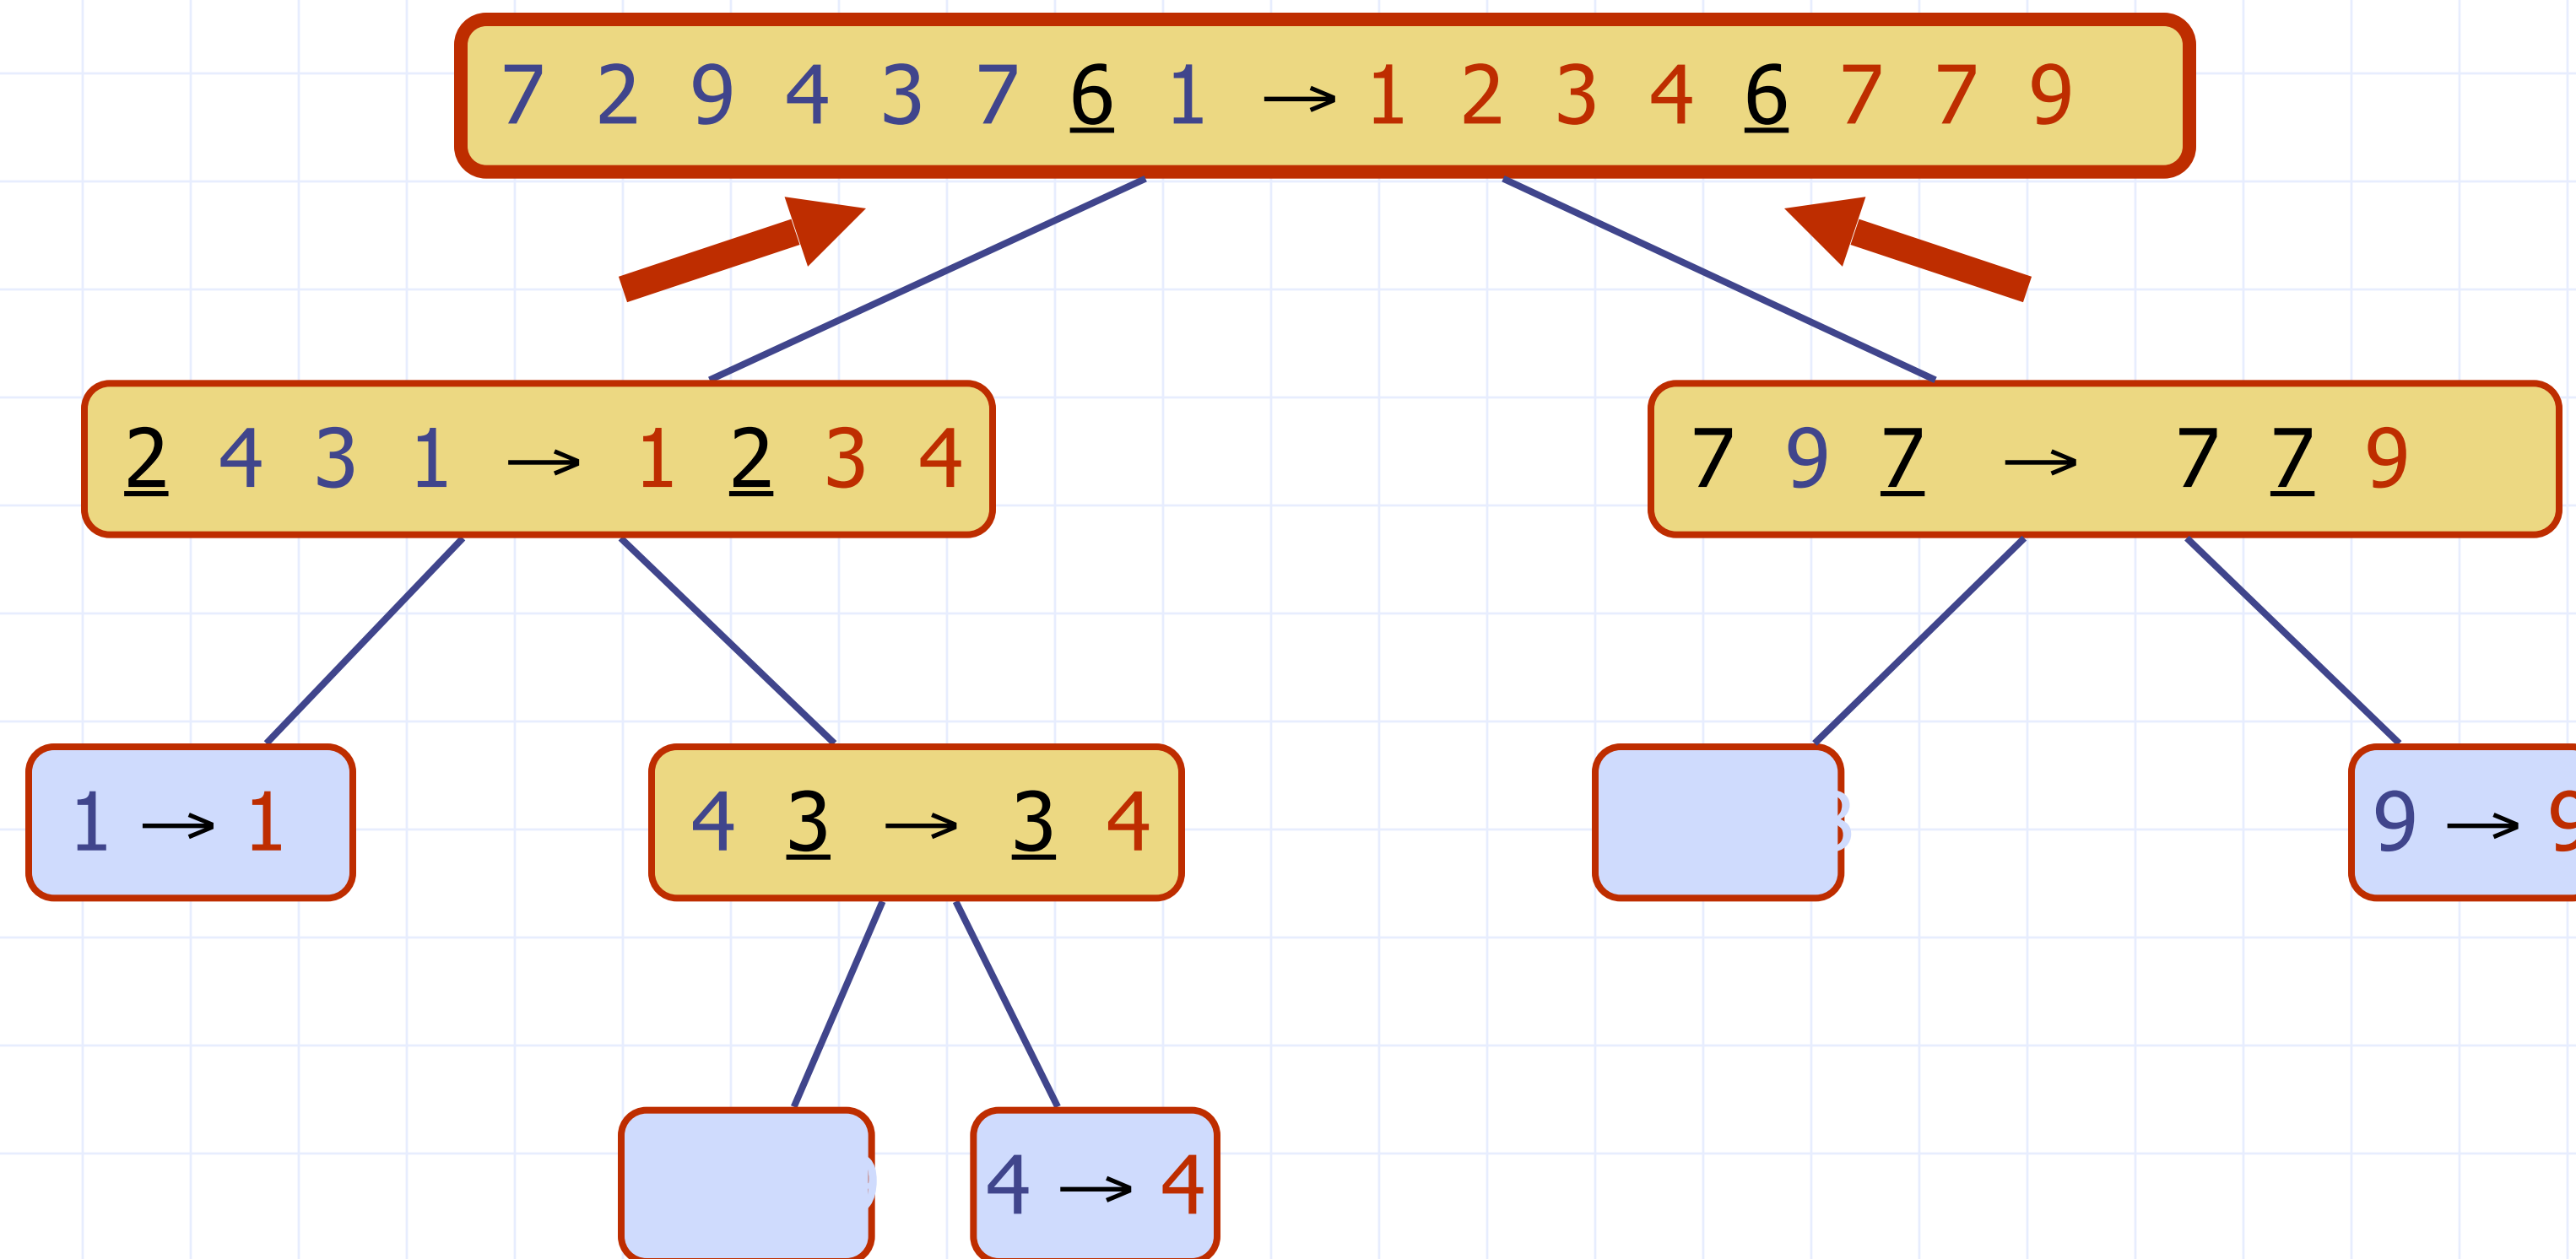 7 2 9 4 3 7 6 1 → 1 2 3 4 6 7 7 9
2 4 3 1 → 1 2 3 4
7 9 7 → 7 7 9
1 → 1
4 3 → 3 4
9 → 9
4 → 4